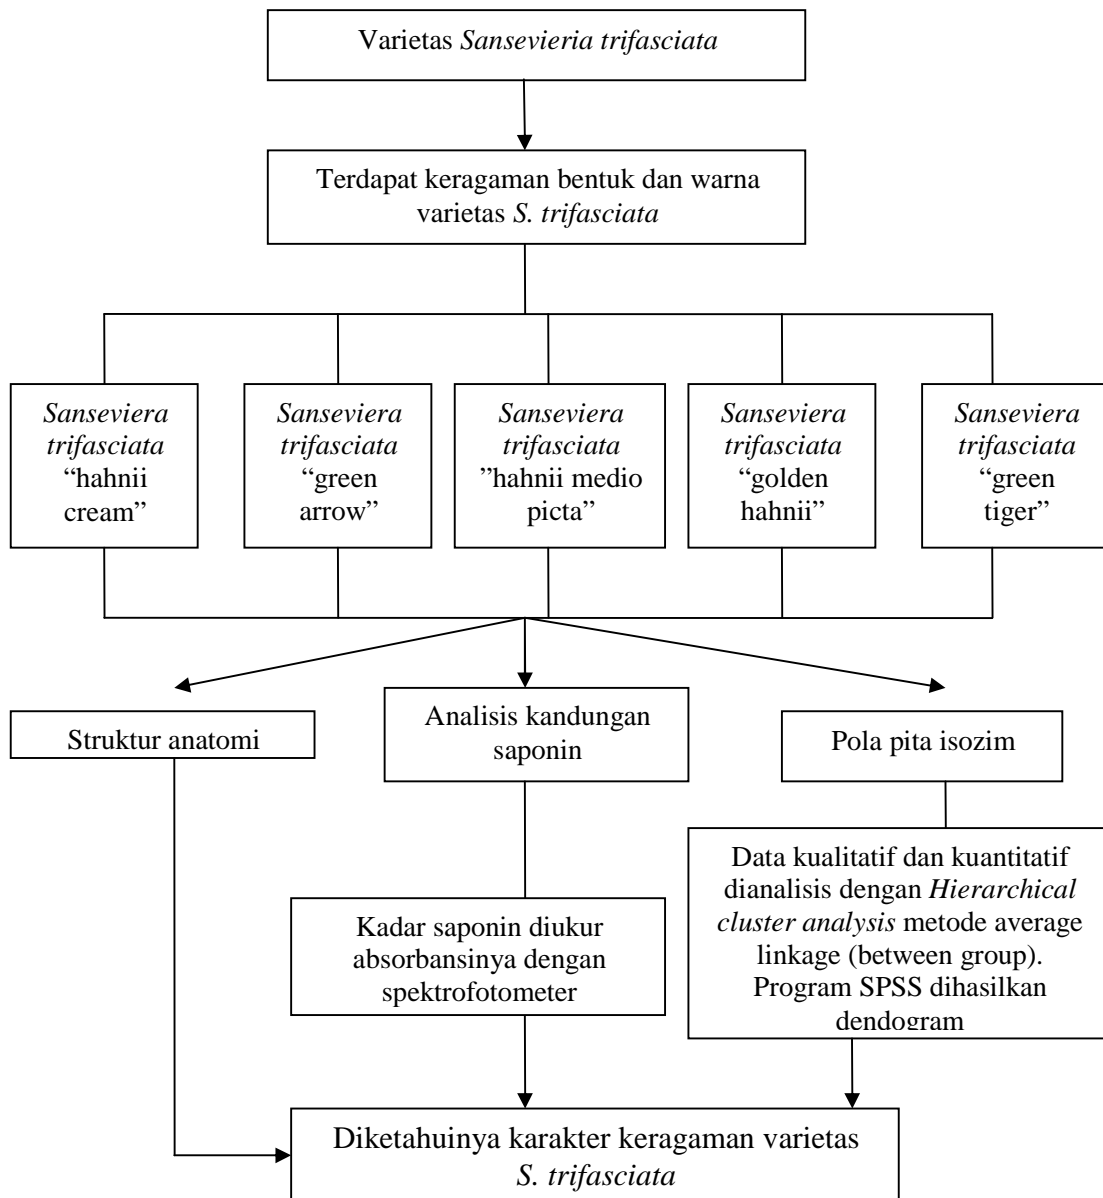 Varietas Sansevieria trifasciata
Terdapat keragaman bentuk dan warna
varietas S. trifasciata
Sanseviera
trifasciata
“hahnii
cream”
Sanseviera
trifasciata
“green
arrow”
Sanseviera
trifasciata
”hahnii medio
picta”
Sanseviera
trifasciata
“golden
hahnii”
Sanseviera
trifasciata
“green
tiger”
Struktur anatomi
Analisis kandungan
saponin
Pola pita isozim
Kadar saponin diukur
absorbansinya dengan
spektrofotometer
Data kualitatif dan kuantitatif
dianalisis dengan Hierarchical
cluster analysis metode average
linkage (between group).
Program SPSS dihasilkan
dendogram
Diketahuinya karakter keragaman varietas
S. trifasciata